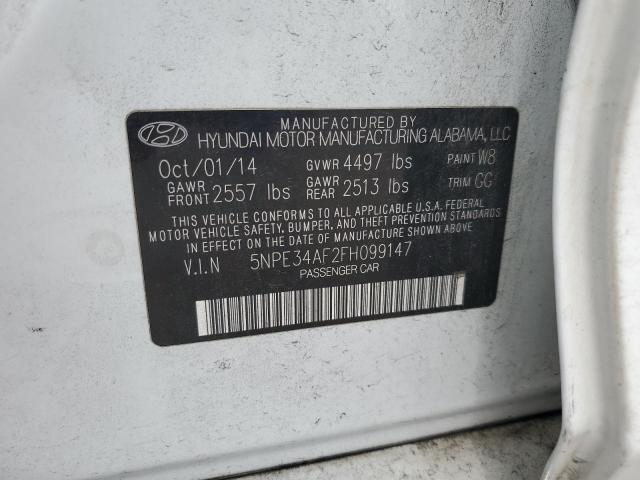 MANUFACTURED BY
HYUNDAI MOTOR MANUFACTURING ALABAMA, LLC
Oct/01/14 GVWR 4497 lbs PAINT W8
GAWR FRONT 2557 lbs GAWR REAR 2513 lbs TRIM GG
THIS VEHICLE CONFORMS TO ALL APPLICABLE U.S.A. FEDERAL
MOTOR VEHICLE SAFETY, BUMPER, AND THEFT PREVENTION STANDARDS
IN EFFECT ON THE DATE OF MANUFACTURE SHOWN ABOVE.
V.I.N 5NPE34AF2FH099147
PASSENGER CAR